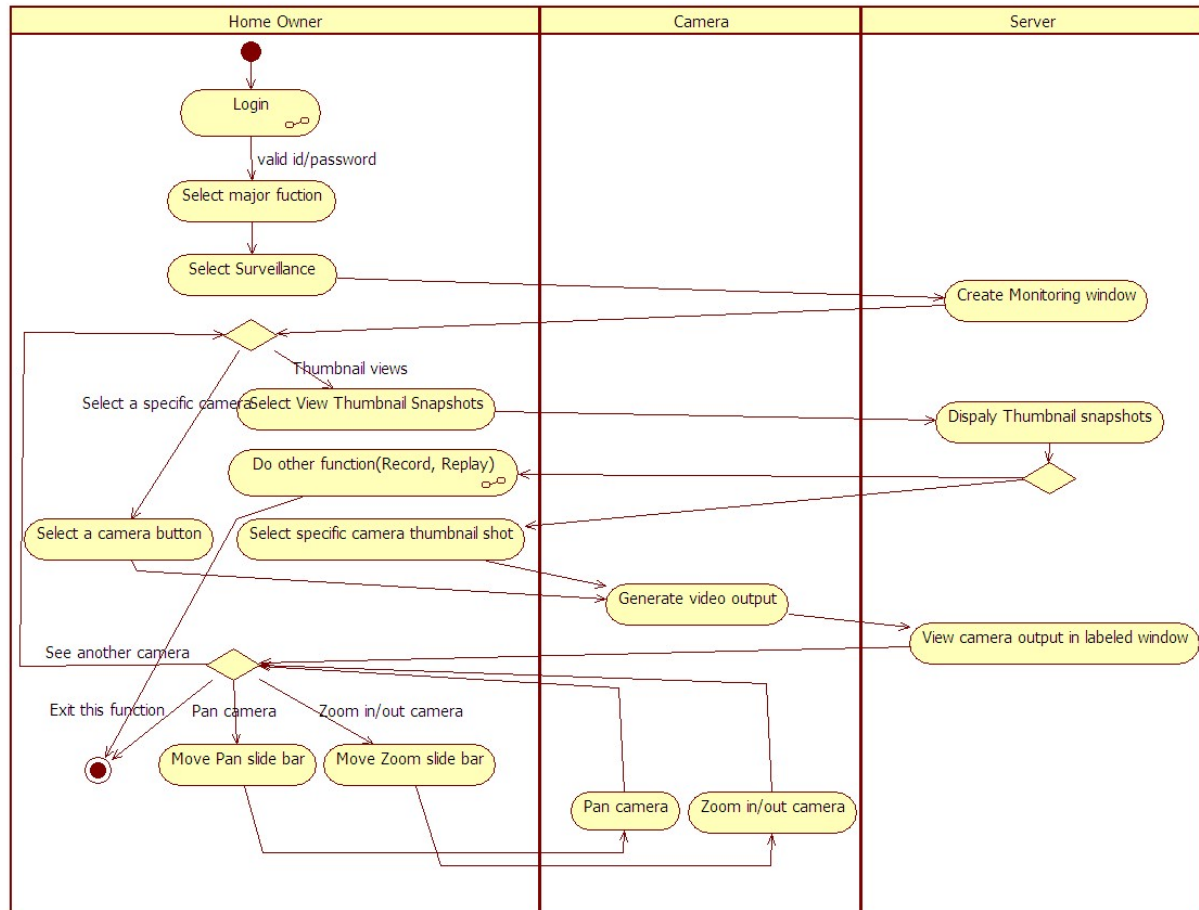 Home Owner
Camera
Server
Login
valid id/password
Select major fuction
Select Surveillance
Create Monitoring window
Thumbnail views
Select a specific camera
Select View Thumbnail Snapshots
Dispaly Thumbnail snapshots
Do other function(Record, Replay)
Select a camera button
Select specific camera thumbnail shot
Generate video output
View camera output in labeled window
See another camera
Exit this function
Pan camera
Zoom in/out camera
Move Pan slide bar
Move Zoom slide bar
Pan camera
Zoom in/out camera